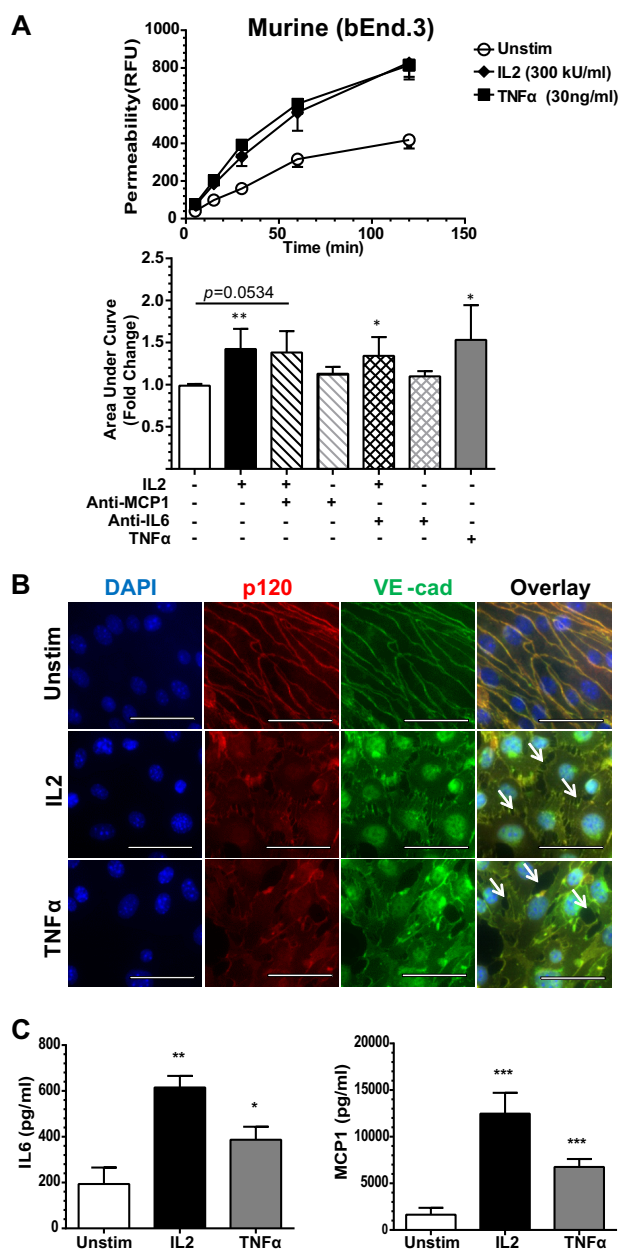 A
Murine (bEnd.3)
Unstim
IL2 (300 kU/ml)
TNFα (30ng/ml)
Permeability(RFU)
1000
800
600
400
200
0
0 50 100 150
Time (min)
Area Under Curve
(Fold Change)
2.5
2.0
1.5
1.0
0.5
p=0.0534
** * *
IL2 - + + - + - -
Anti-MCP1 - - + + - - -
Anti-IL6 - - - - + + -
TNFα - - - - - - +
B
DAPI p120 VE-cad Overlay
Unstim
IL2
TNFα
C
IL6 (pg/ml)
800
600
400
200
0
**
*
Unstim IL2 TNFα
MCP1 (pg/ml)
20000
15000
10000
5000
0
***
***
Unstim IL2 TNFα